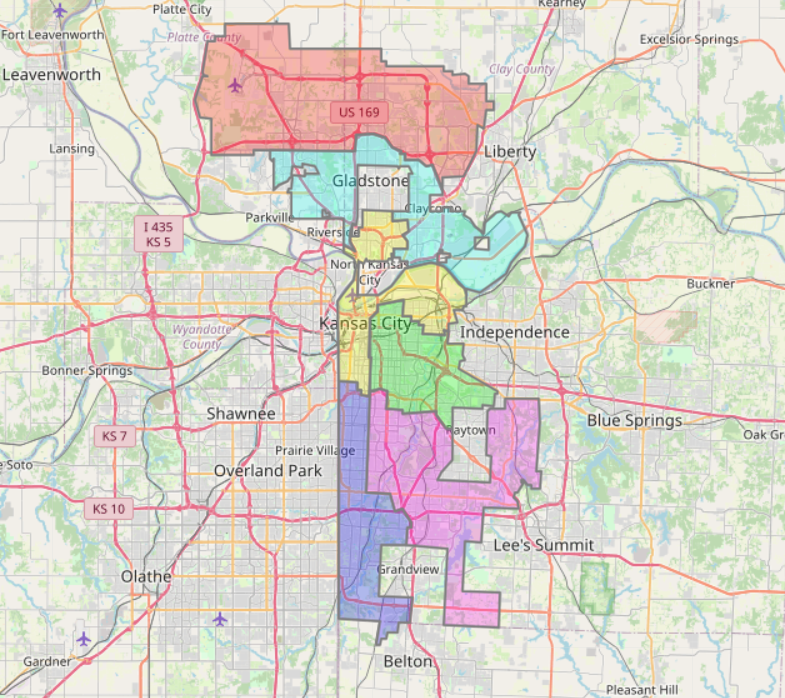 Platte City
Kearney
Fort Leavenworth
Platte County
Excelsior Springs
Leavenworth
Clay County
US 169
Lansing
Liberty
Gladstone
Claycomo
Parkville
I 435
KS 5
Riverside
North Kansas
City
Buckner
Kansas City
Independence
Wyandotte
County
Bonner Springs
Shawnee
Blue Springs
KS 7
Raytown
Oak Gr
Prairie Village
e Soto
Overland Park
KS 10
Lee's Summit
Grandview
Olathe
Gardner
Belton
Pleasant Hill